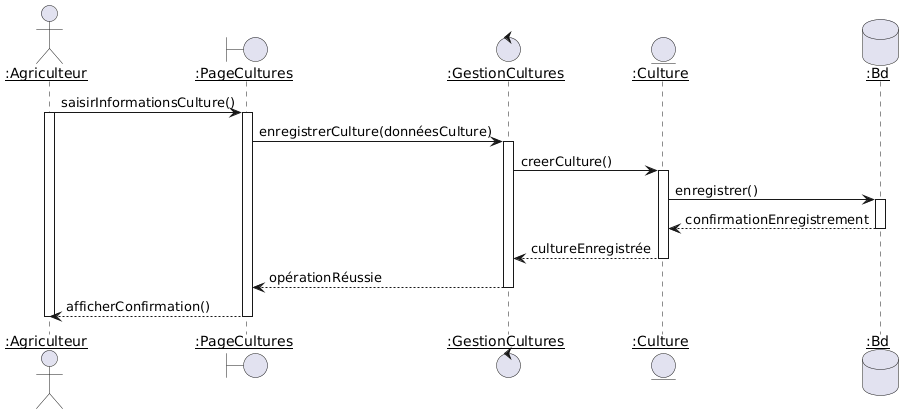 :Agriculteur :PageCultures :GestionCultures :Culture :Bd
saisirInformationsCulture()
enregistrerCulture(donnéesCulture)
creerCulture()
enregistrer()
confirmationEnregistrement
cultureEnregistrée
opérationRéussie
afficherConfirmation()
:Agriculteur :PageCultures :GestionCultures :Culture :Bd